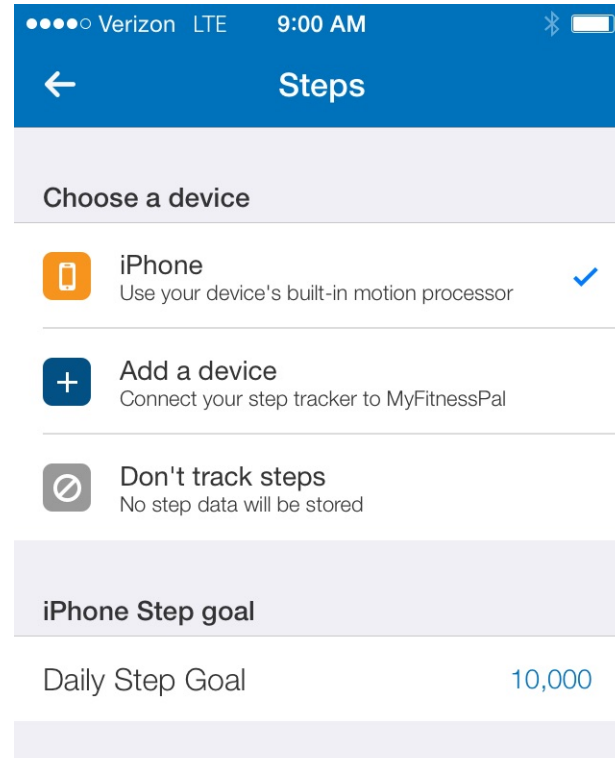 Verizon LTE 9:00 AM
Steps
Choose a device
iPhone
Use your device's built-in motion processor
Add a device
Connect your step tracker to MyFitnessPal
Don't track steps
No step data will be stored
iPhone Step goal
Daily Step Goal 10,000